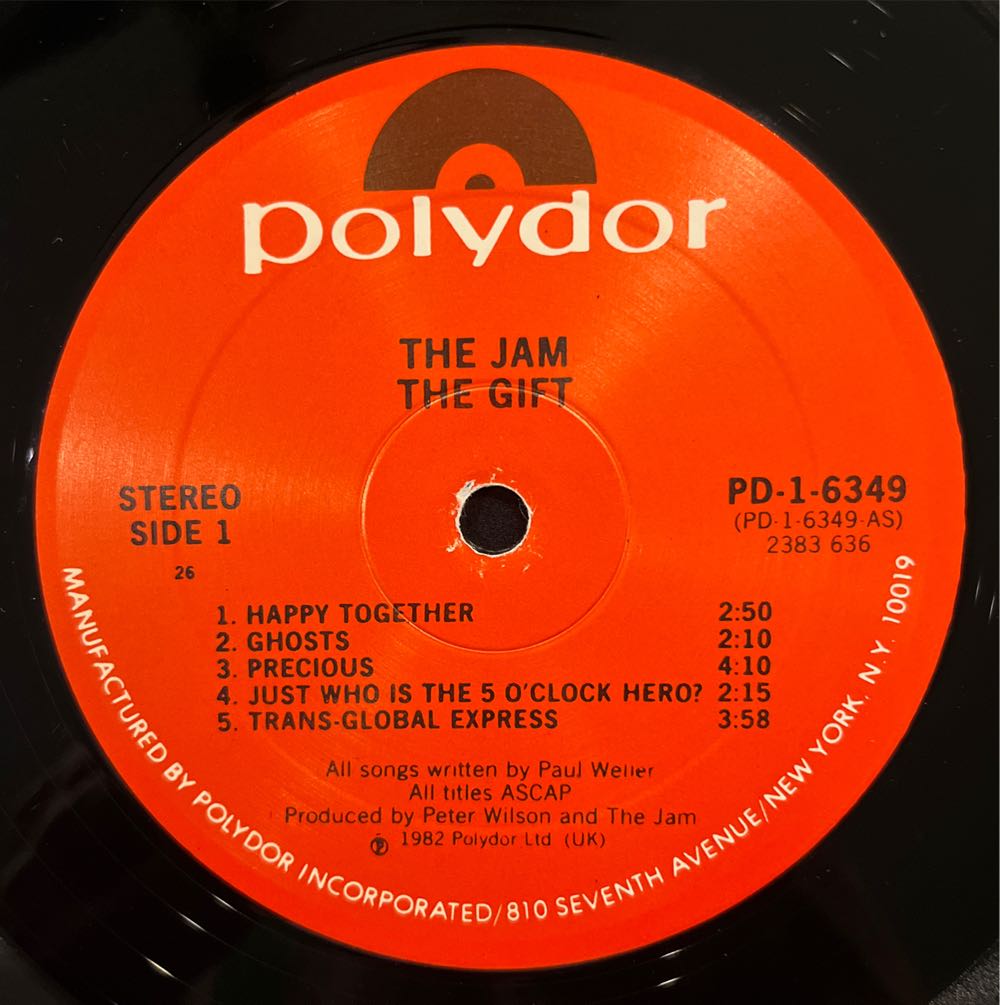 polydor
THE JAM
THE GIFT
STEREO
SIDE 1
26
PD-1-6349
(PD-1-6349-AS)
2383 636
1. HAPPY TOGETHER 2:50
2. GHOSTS 2:10
3. PRECIOUS 4:10
4. JUST WHO IS THE 5 O'CLOCK HERO? 2:15
5. TRANS-GLOBAL EXPRESS 3:58
All songs written by Paul Weller
All titles ASCAP
Produced by Peter Wilson and The Jam
℗ 1982 Polydor Ltd (UK)
MANUFACTURED BY POLYDOR INCORPORATED/810 SEVENTH AVENUE/NEW YORK, N.Y. 10019